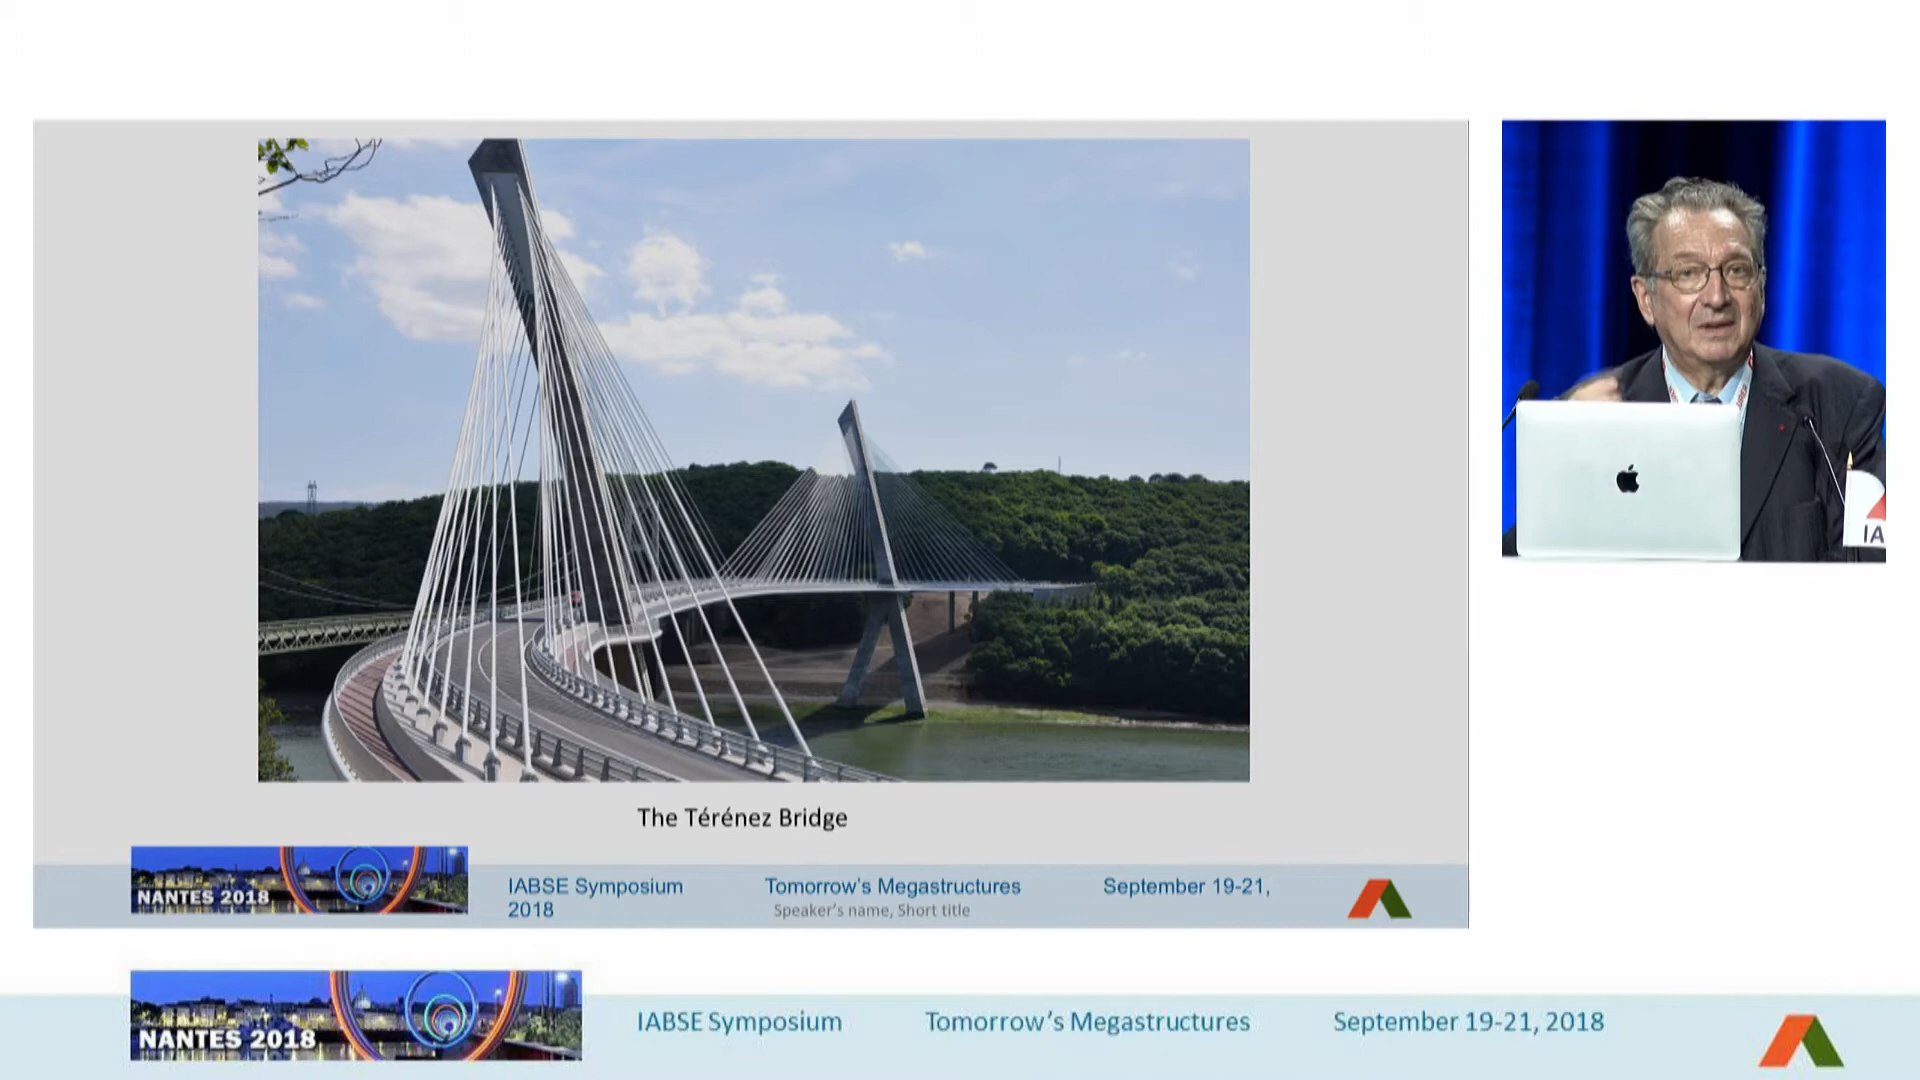 The Térénez Bridge
NANTES 2018
IABSE Symposium Tomorrow's Megastructures September 19-21,
2018
Speaker's name, Short title
IA
NANTES 2018
IABSE Symposium Tomorrow's Megastructures September 19-21, 2018